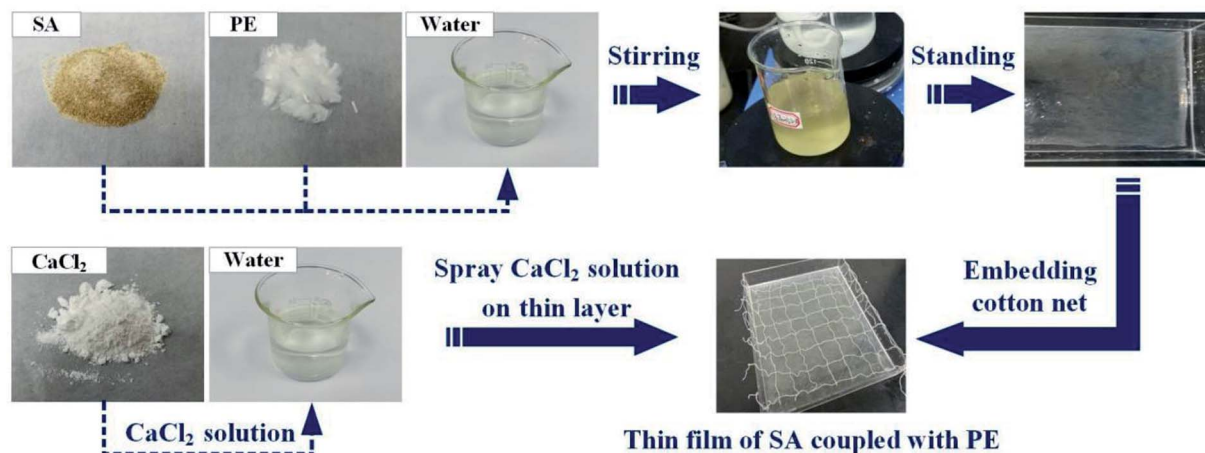 SA
PE
Water
Stirring
Standing
CaCl₂
Water
Spray CaCl₂ solution
on thin layer
Embedding
cotton net
CaCl₂ solution
Thin film of SA coupled with PE